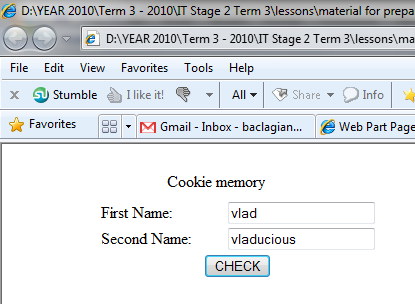 D:\YEAR 2010\Term 3 - 2010\IT Stage 2 Term 3\lessons\material for prepa
D:\YEAR 2010\Term 3 - 2010\IT Stage 2 Term 3\lessons\ma
File Edit View Favorites Tools Help
x Stumble I like it! All Share Info
Favorites Gmail - Inbox - baclagian... Web Part Page
Cookie memory
First Name: vlad
Second Name: vladucious
CHECK